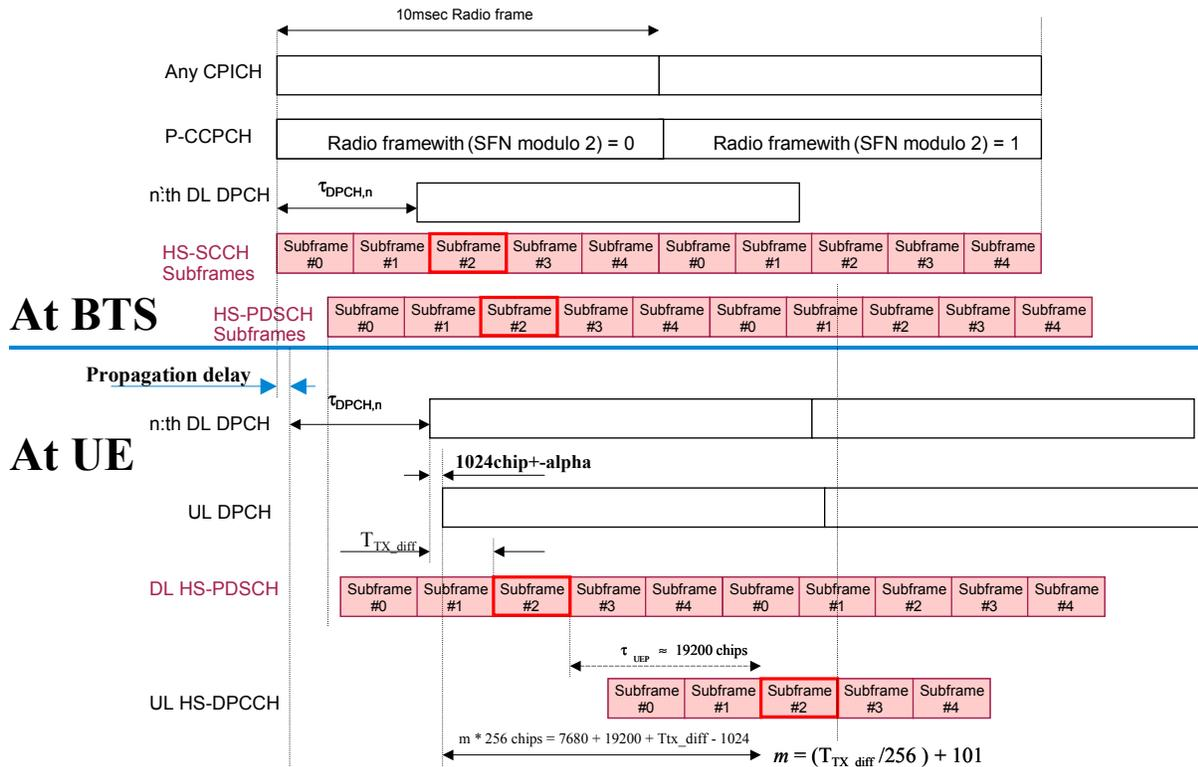 10msec Radio frame
Any CPICH
P-CCPCH
Radio framewith (SFN modulo 2) = 0
Radio framewith (SFN modulo 2) = 1
n:th DL DPCH
τDPCH,n
HS-SCCH
Subframes
Subframe #0
Subframe #1
Subframe #2
Subframe #3
Subframe #4
Subframe #0
Subframe #1
Subframe #2
Subframe #3
Subframe #4
At BTS
HS-PDSCH
Subframes
Subframe #0
Subframe #1
Subframe #2
Subframe #3
Subframe #4
Subframe #0
Subframe #1
Subframe #2
Subframe #3
Subframe #4
Propagation delay
τDPCH,n
n:th DL DPCH
At UE
1024chip+-alpha
UL DPCH
TTX_diff
DL HS-PDSCH
Subframe #0
Subframe #1
Subframe #2
Subframe #3
Subframe #4
Subframe #0
Subframe #1
Subframe #2
Subframe #3
Subframe #4
τ UEP ≈ 19200 chips
UL HS-DPCCH
Subframe #0
Subframe #1
Subframe #2
Subframe #3
Subframe #4
m * 256 chips = 7680 + 19200 + Ttx_diff - 1024
m = (TTX_diff /256 ) + 101